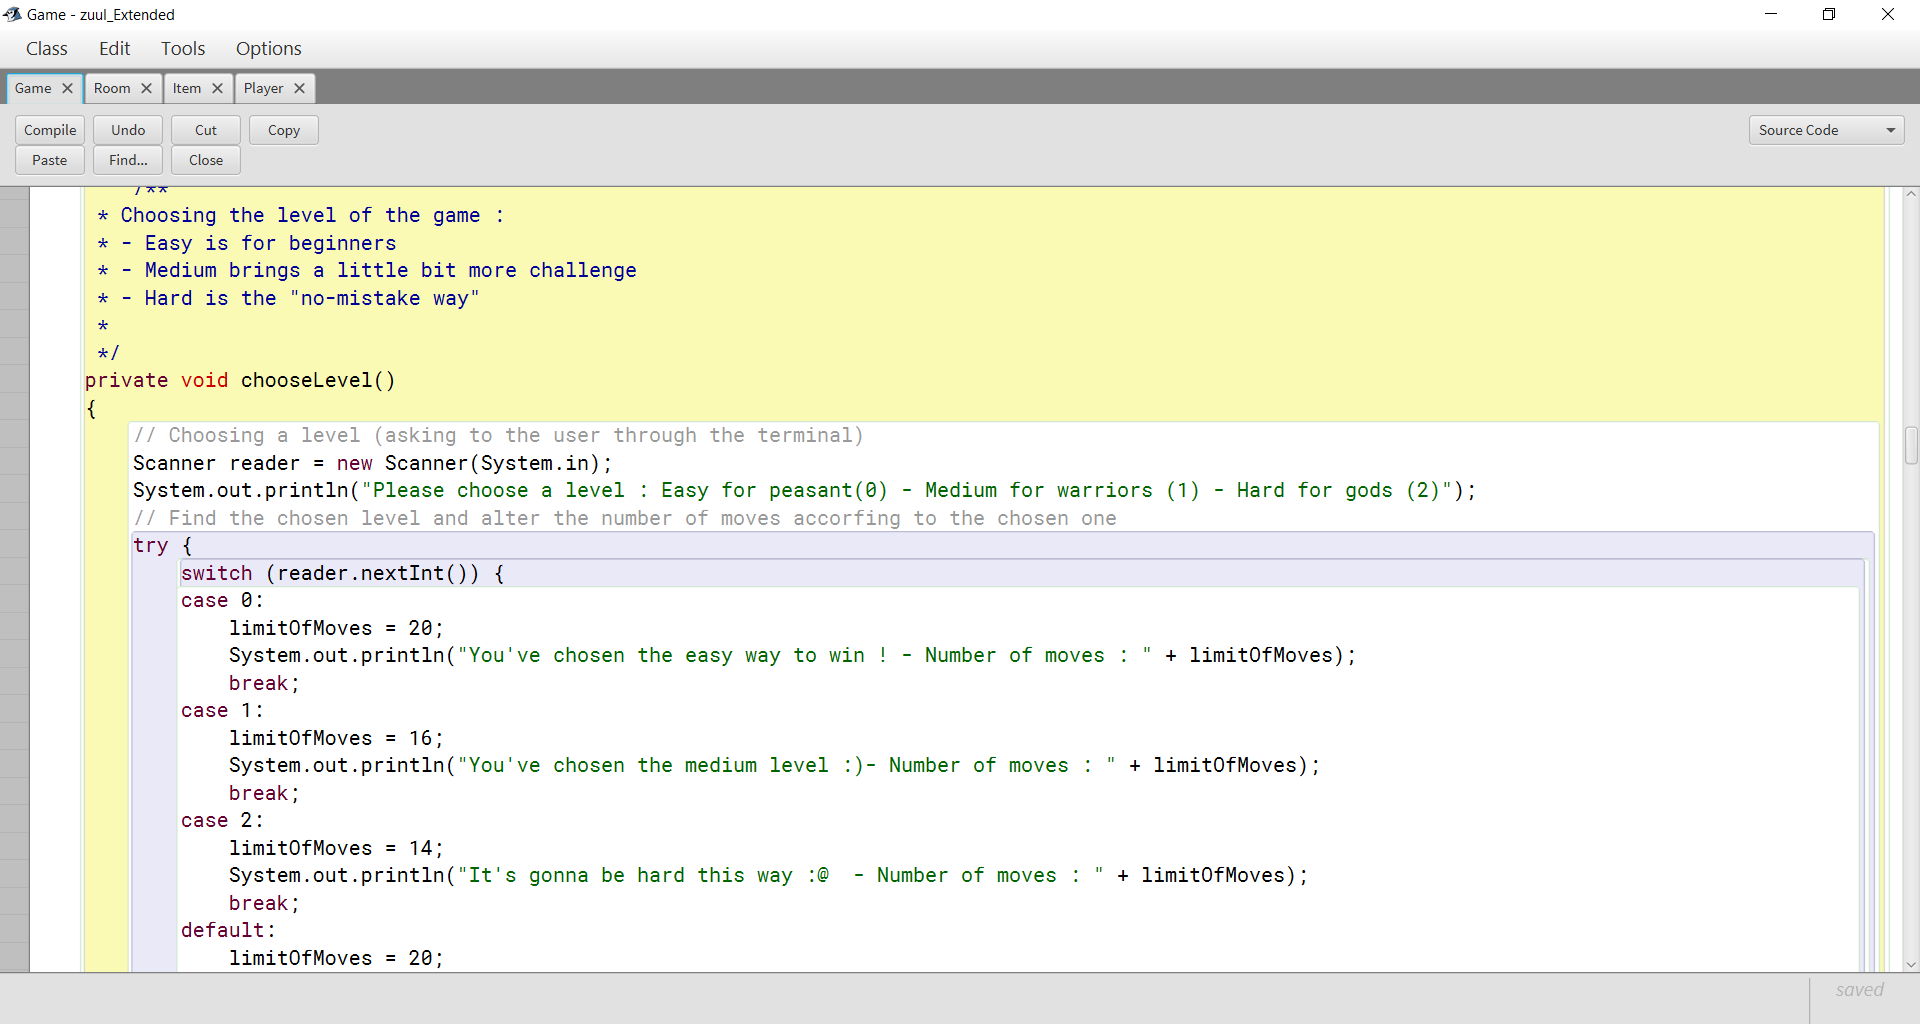 Game - zuul_Extended
Class Edit Tools Options
Game Room Item Player
Compile Undo Cut Copy Source Code
Paste Find... Close
/**
* Choosing the level of the game :
* - Easy is for beginners
* - Medium brings a little bit more challenge
* - Hard is the "no-mistake way"
*
*/
private void chooseLevel()
{
// Choosing a level (asking to the user through the terminal)
Scanner reader = new Scanner(System.in);
System.out.println("Please choose a level : Easy for peasant(0) - Medium for warriors (1) - Hard for gods (2)");
// Find the chosen level and alter the number of moves accorfing to the chosen one
try {
switch (reader.nextInt()) {
case 0:
limitOfMoves = 20;
System.out.println("You've chosen the easy way to win ! - Number of moves : " + limitOfMoves);
break;
case 1:
limitOfMoves = 16;
System.out.println("You've chosen the medium level :)- Number of moves : " + limitOfMoves);
break;
case 2:
limitOfMoves = 14;
System.out.println("It's gonna be hard this way :@  - Number of moves : " + limitOfMoves);
break;
default:
limitOfMoves = 20;
saved